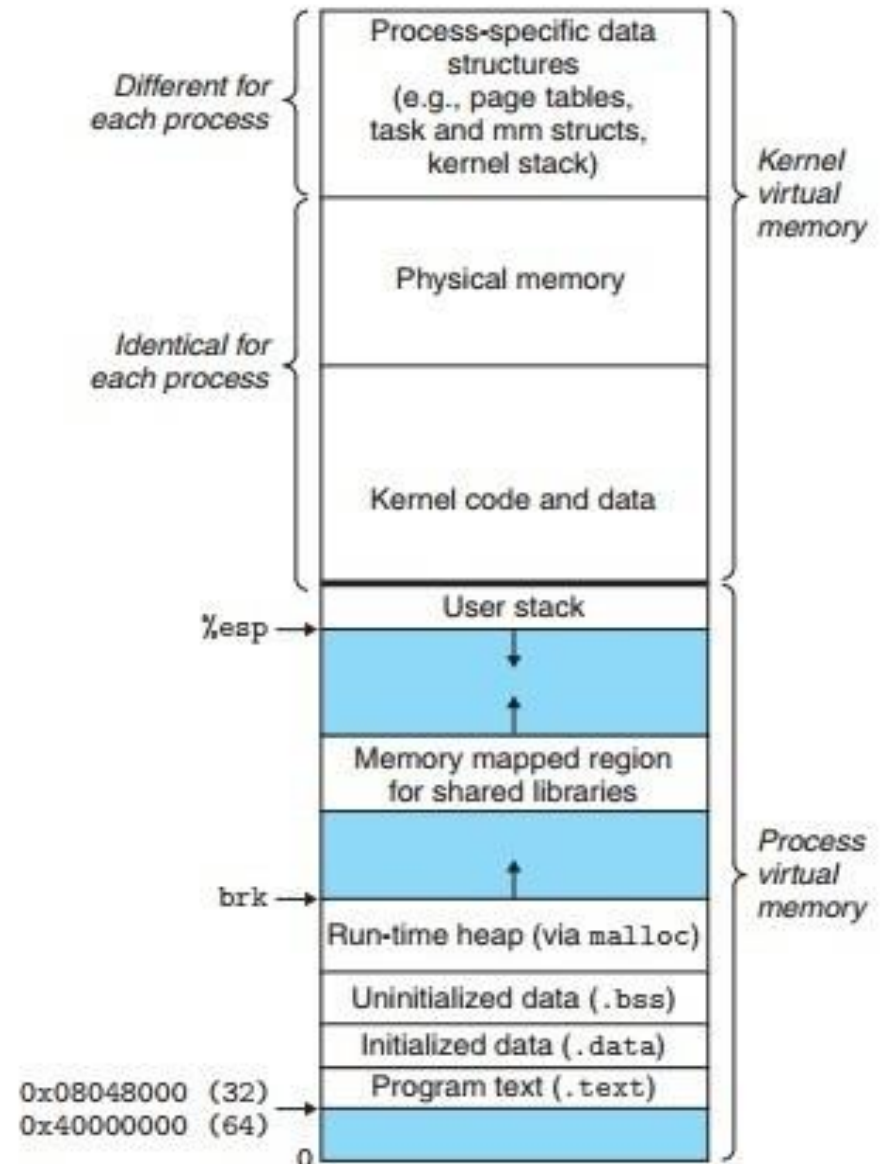 Process-specific data
structures
(e.g., page tables,
task and mm structs,
kernel stack)
Different for
each process
Kernel
virtual
memory
Physical memory
Identical for
each process
Kernel code and data
User stack
%esp
Memory mapped region
for shared libraries
Process
virtual
memory
brk
Run-time heap (via malloc)
Uninitialized data (.bss)
Initialized data (.data)
Program text (.text)
0x08048000 (32)
0x40000000 (64)
0